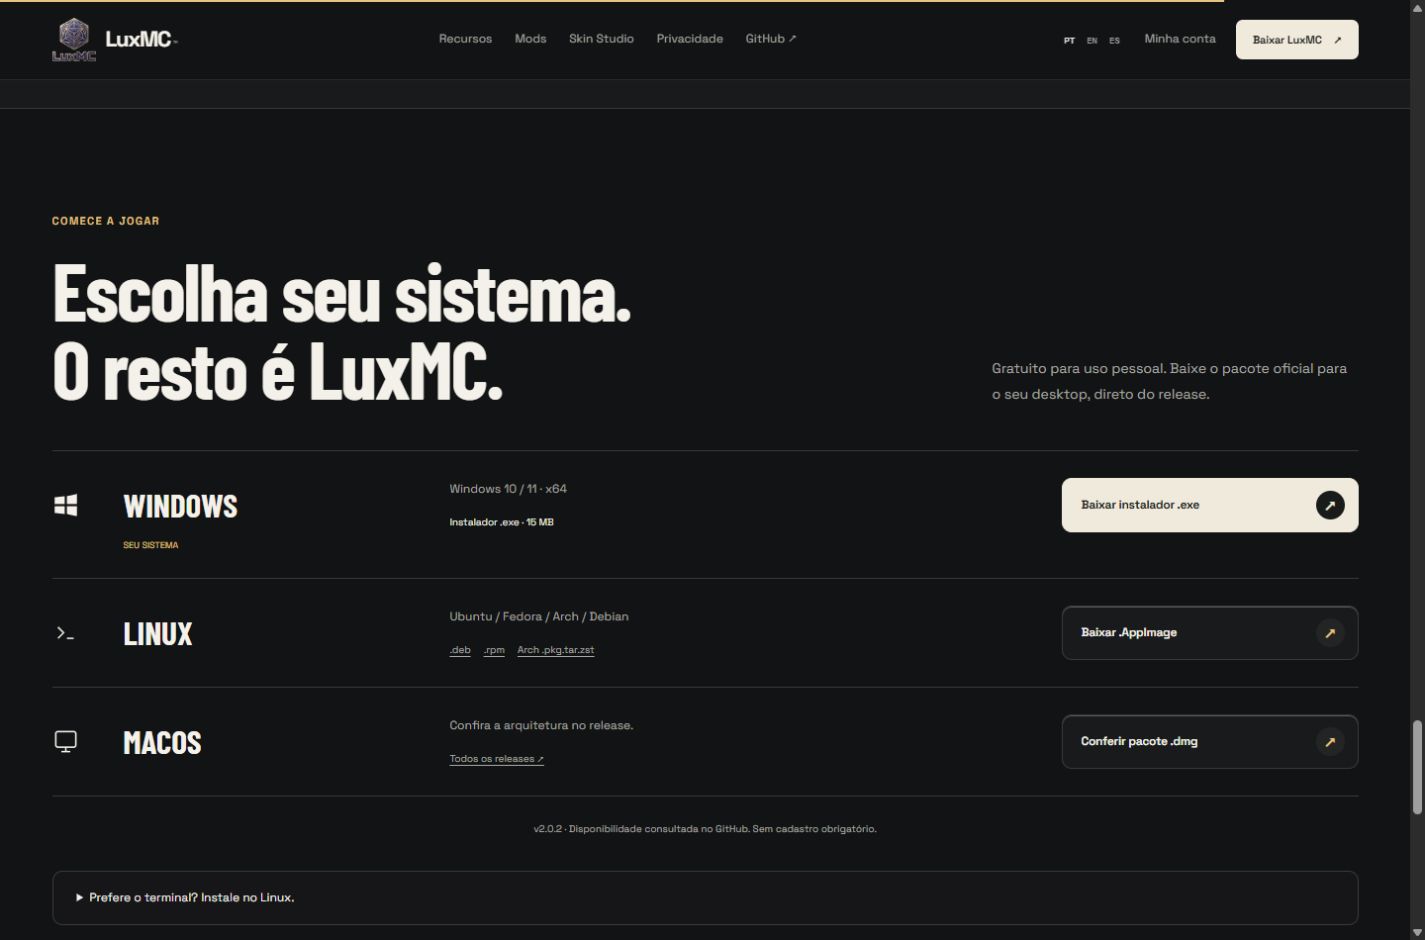 LuxMC
LuxMC
Recursos
Mods
Skin Studio
Privacidade
GitHub ↗
PT
EN
ES
Minha conta
Baixar LuxMC ↗
COMECE A JOGAR
Escolha seu sistema.
O resto é LuxMC.
Gratuito para uso pessoal. Baixe o pacote oficial para
o seu desktop, direto do release.
WINDOWS
SEU SISTEMA
Windows 10 / 11 · x64
Instalador .exe · 15 MB
Baixar instalador .exe ↗
LINUX
Ubuntu / Fedora / Arch / Debian
.deb .rpm Arch .pkg.tar.zst
Baixar .AppImage ↗
MACOS
Confira a arquitetura no release.
Todos os releases ↗
Conferir pacote .dmg ↗
v2.0.2 · Disponibilidade consultada no GitHub. Sem cadastro obrigatório.
▶ Prefere o terminal? Instale no Linux.